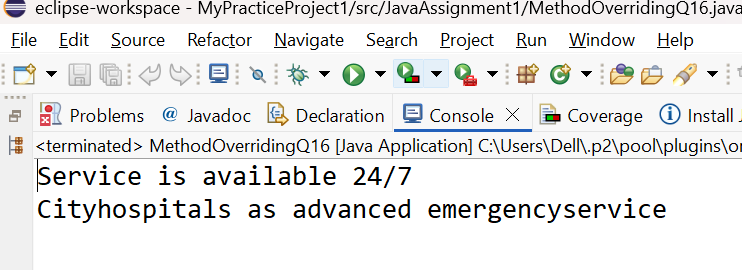 eclipse-workspace - MyPracticeProject1/src/JavaAssignment1/MethodOverridingQ16.java
File Edit Source Refactor Navigate Search Project Run Window Help
Problems @ Javadoc Declaration Console Coverage Install J
<terminated> MethodOverridingQ16 [Java Application] C:\Users\Dell\.p2\pool\plugins\or
Service is available 24/7
Cityhospitals as advanced emergencyservice